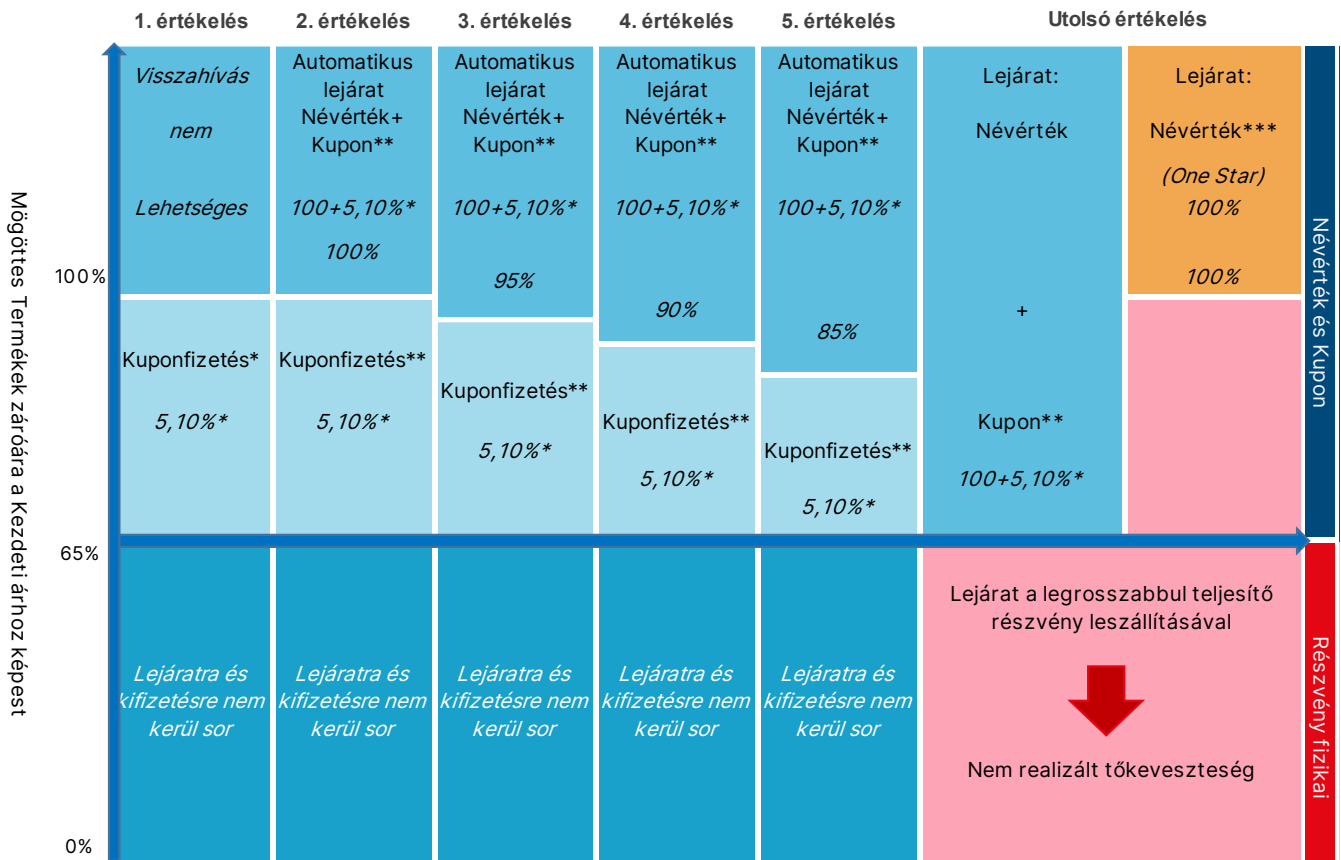 1. értékelés
2. értékelés
3. értékelés
4. értékelés
5. értékelés
Utolsó értékelés
Mögöttes Termékek záróára a Kezdeti árhoz képest
100%
65%
0%
Visszahívás
nem
Lehetséges
Kuponfizetés*
5,10%*
Lejáratra és
kifizetésre nem
kerül sor
Automatikus
lejárat
Névérték+
Kupon**
100+5,10%*
100%
Kuponfizetés**
5,10%*
Lejáratra és
kifizetésre nem
kerül sor
Automatikus
lejárat
Névérték+
Kupon**
100+5,10%*
95%
Kuponfizetés**
5,10%*
Lejáratra és
kifizetésre nem
kerül sor
Automatikus
lejárat
Névérték+
Kupon**
100+5,10%*
90%
Kuponfizetés**
5,10%*
Lejáratra és
kifizetésre nem
kerül sor
Automatikus
lejárat
Névérték+
Kupon**
100+5,10%*
85%
Kuponfizetés**
5,10%*
Lejáratra és
kifizetésre nem
kerül sor
Lejárat:
Névérték
+
Kupon**
100+5,10%*
Lejárat:
Névérték***
(One Star)
100%
100%
Lejárat a legrosszabbul teljesítő
részvény leszállításával
Nem realizált tőkeveszteség
Névérték és Kupon
Részvény fizikai